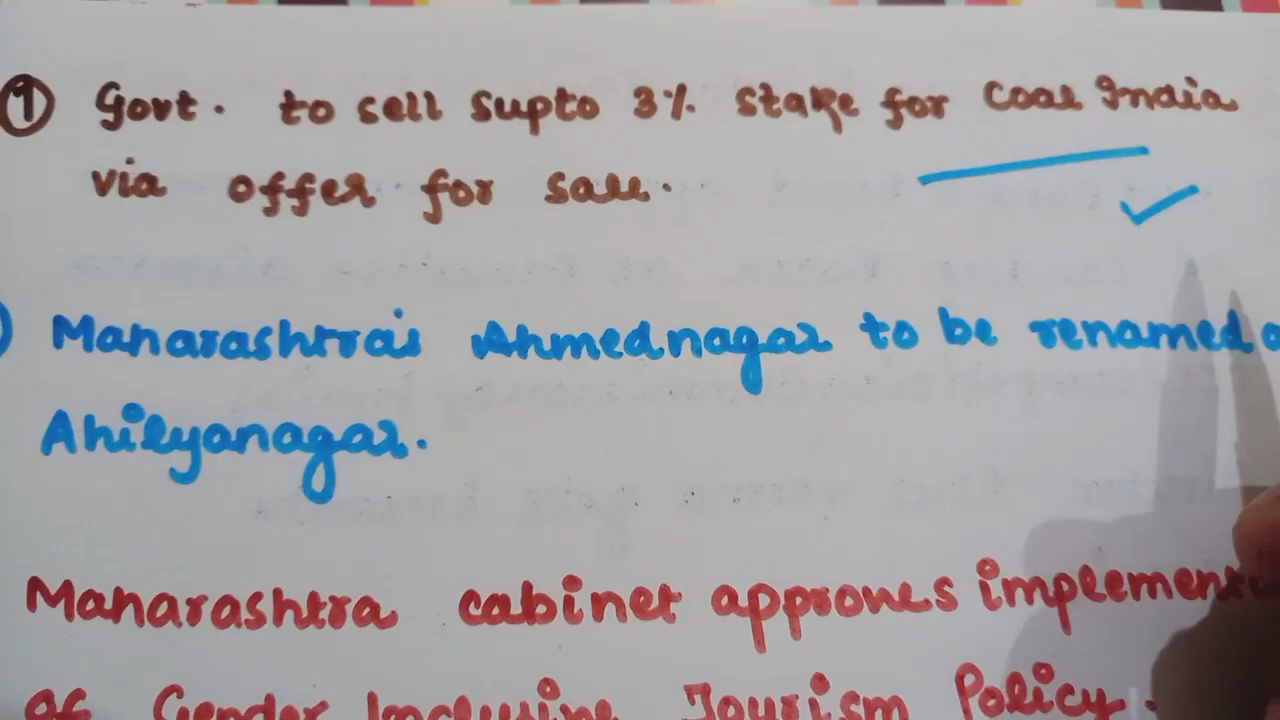 ① Govt. to sell supto 3% stake for Coal India
via offer for sale.
Maharashtra's Ahmednagar to be renamed
Ahilyanagar.
Maharashtra cabinet approves
of Gender Inclusive Tourism Policy.